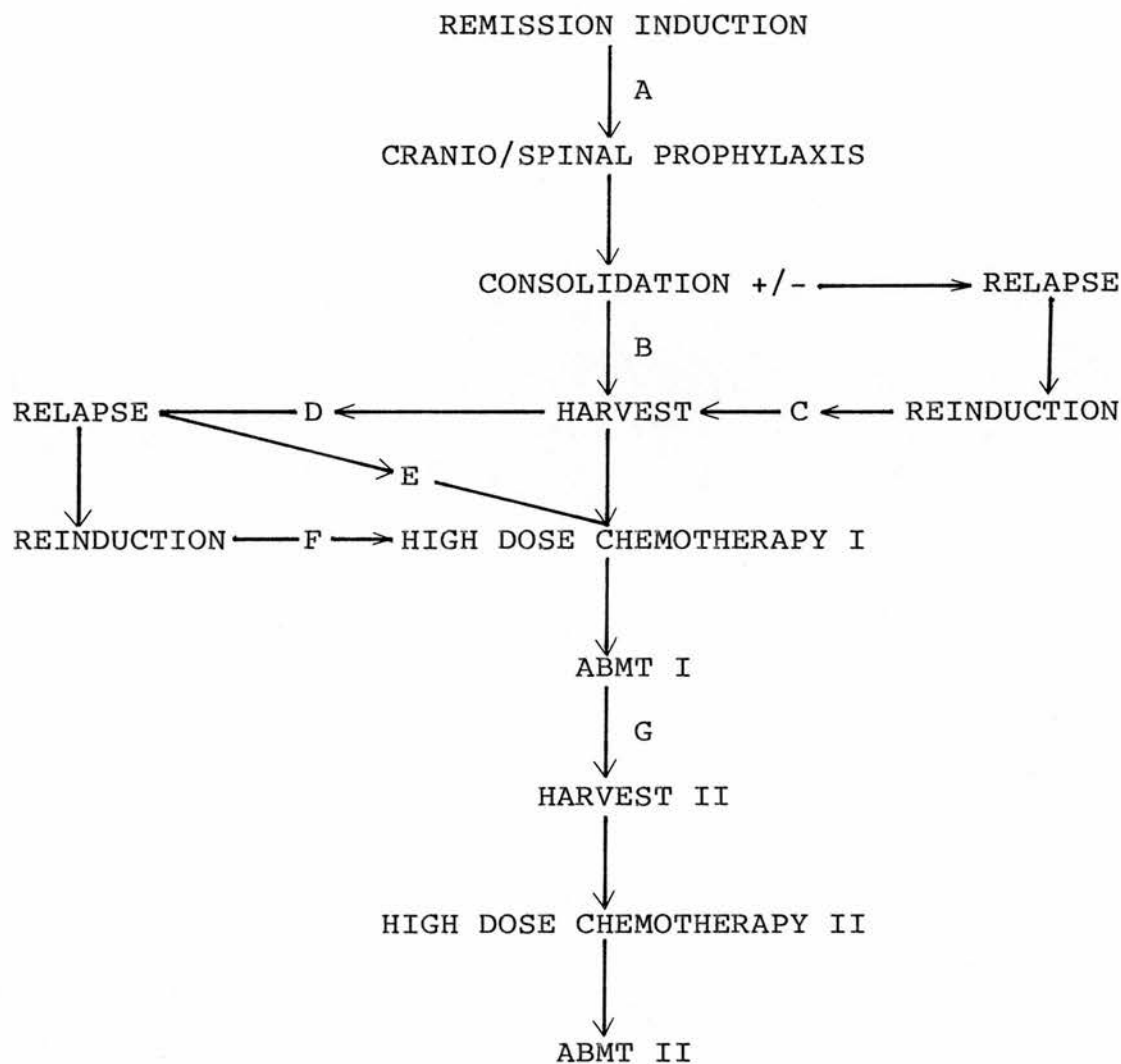 REMISSION INDUCTION
A
CRANIO/SPINAL PROPHYLAXIS
CONSOLIDATION +/- RELAPSE
B
RELAPSE D HARVEST C REINDUCTION
E
REINDUCTION F HIGH DOSE CHEMOTHERAPY I
ABMT I
G
HARVEST II
HIGH DOSE CHEMOTHERAPY II
ABMT II